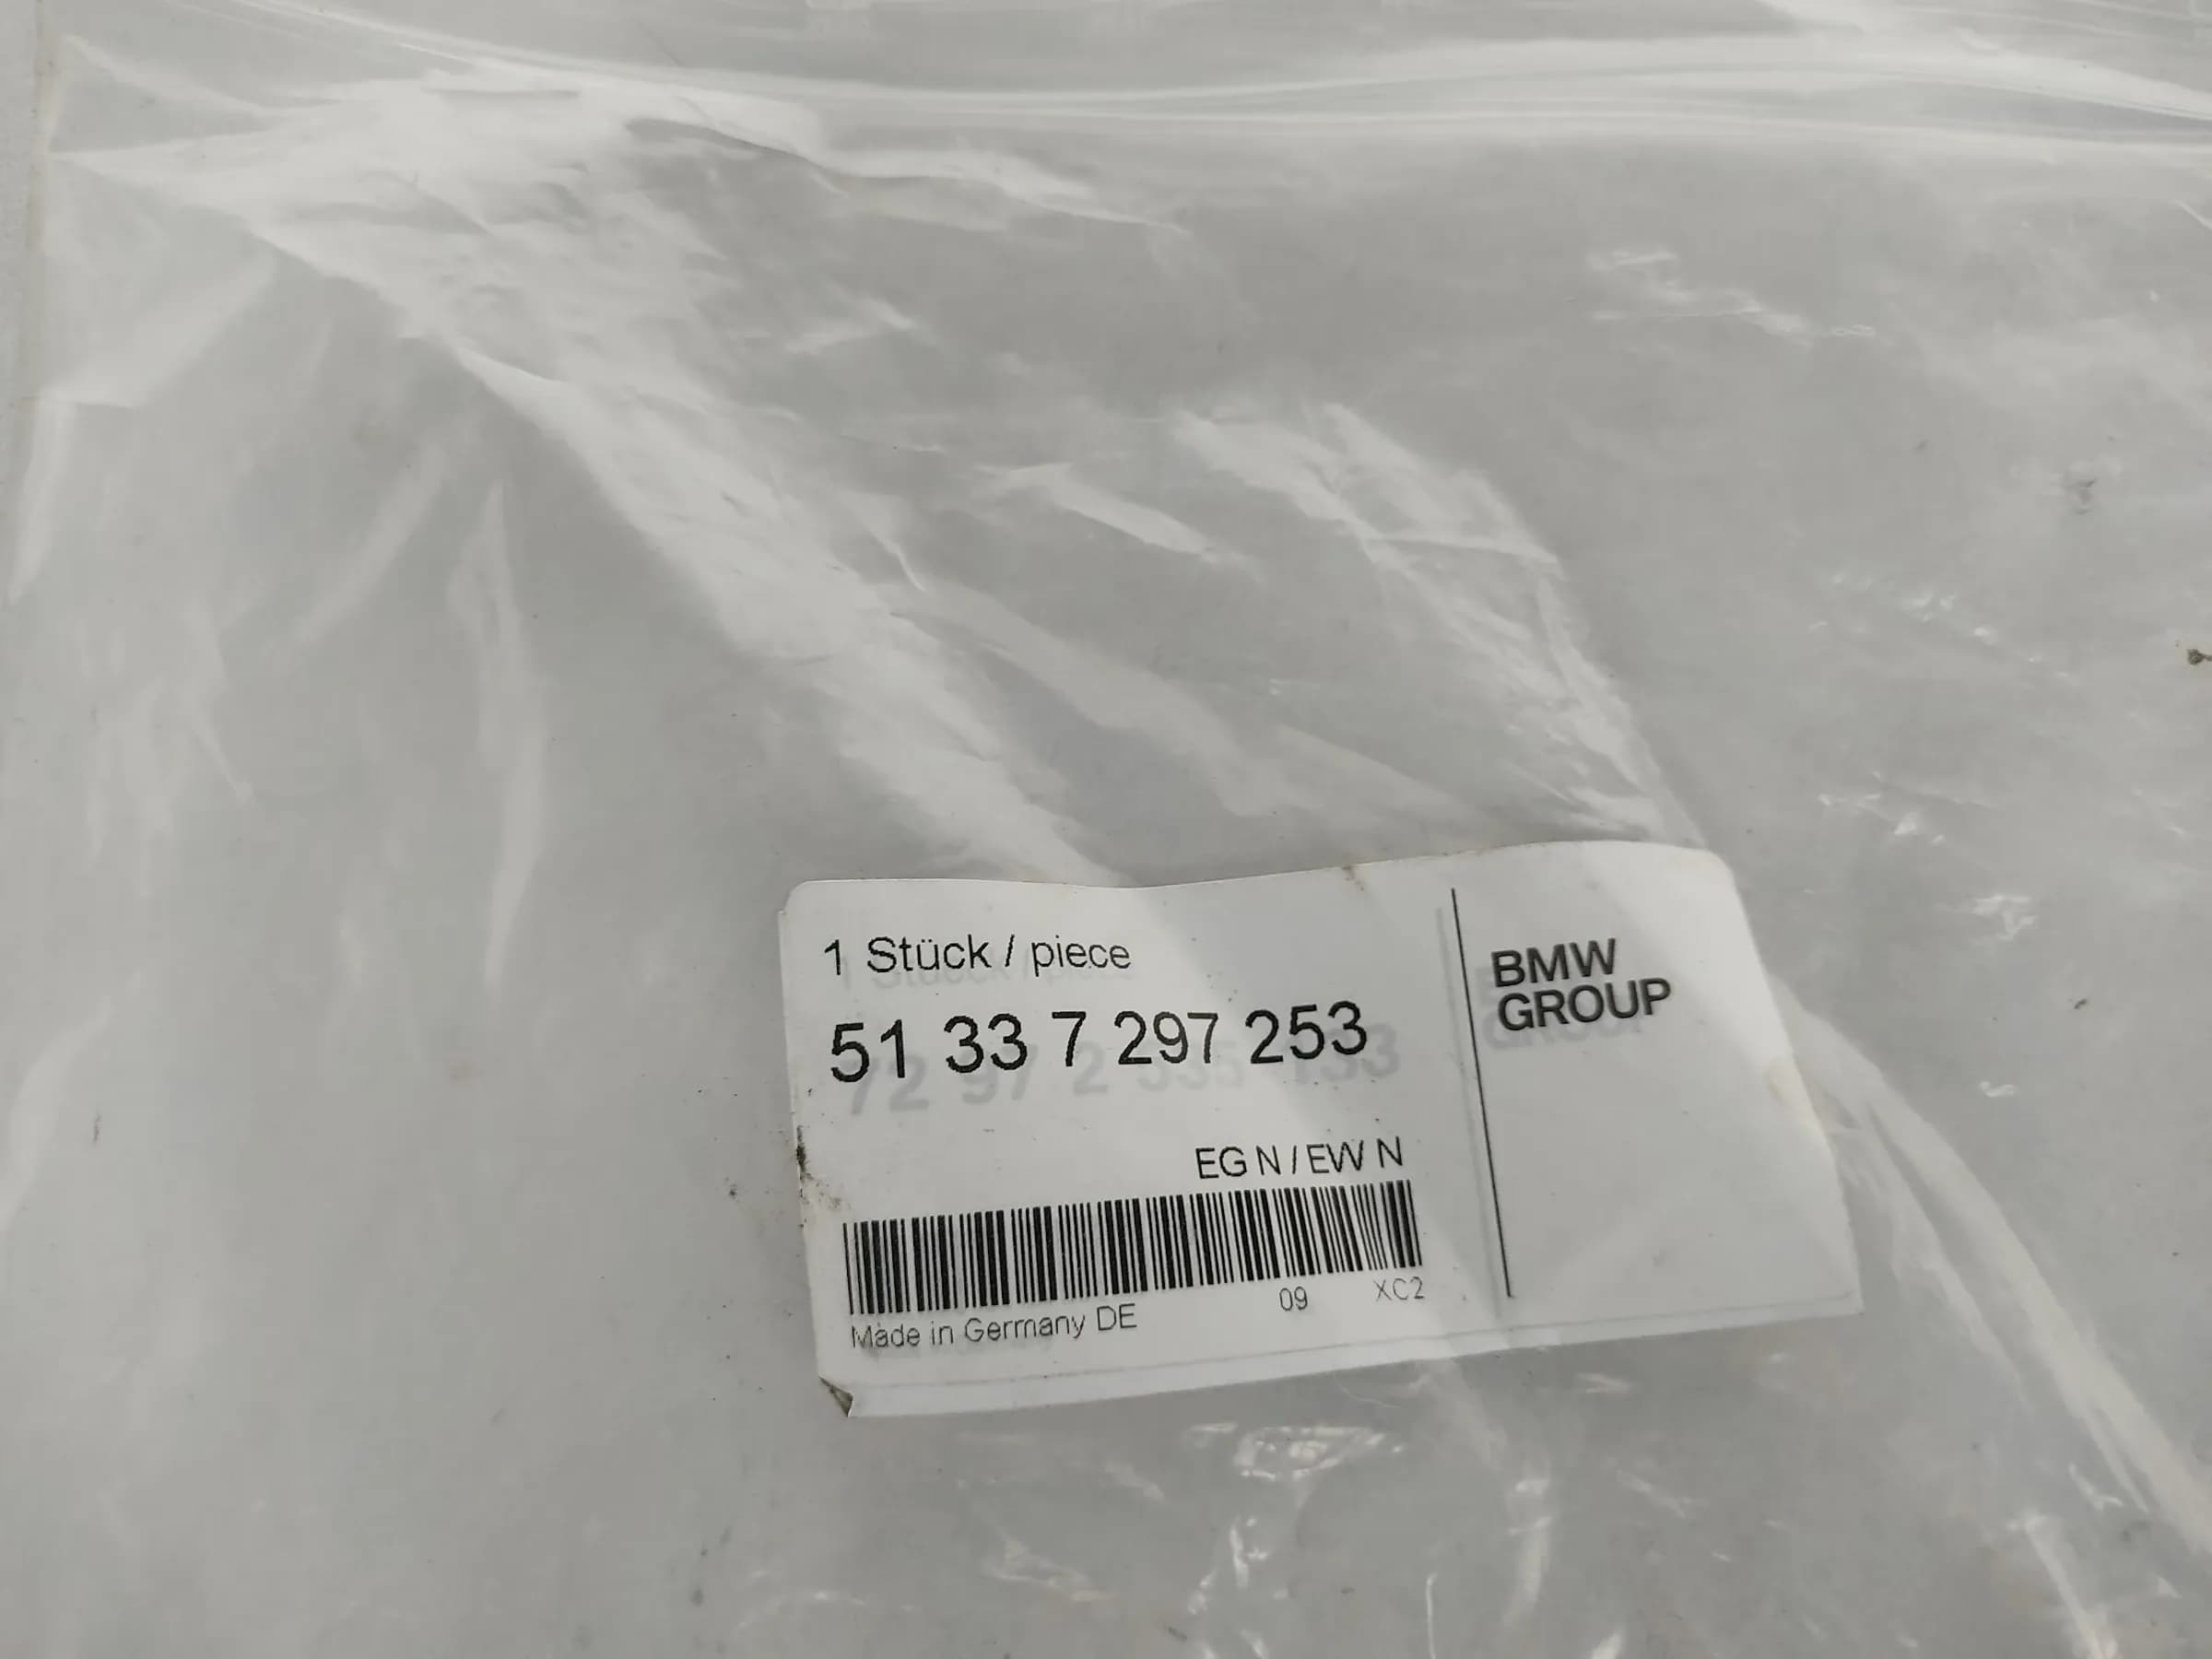 1 Stück / piece
51 33 7 297 253
EG N / EW N
Made in Germany DE 09 XC2
BMW
GROUP